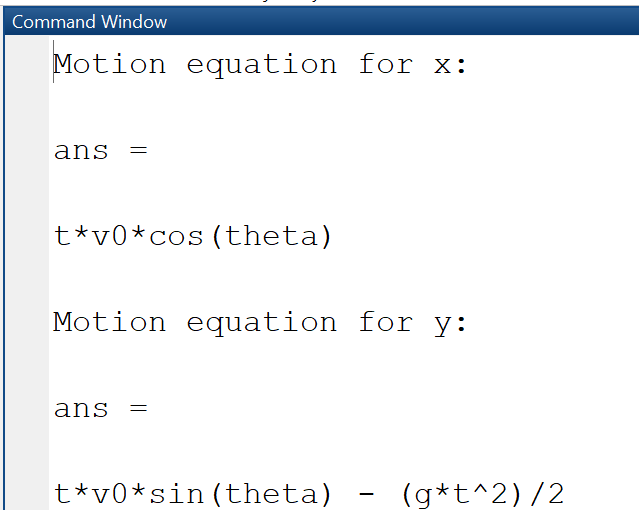 Command Window
Motion equation for x:
ans =
t*v0*cos(theta)
Motion equation for y:
ans =
t*v0*sin(theta) - (g*t^2)/2